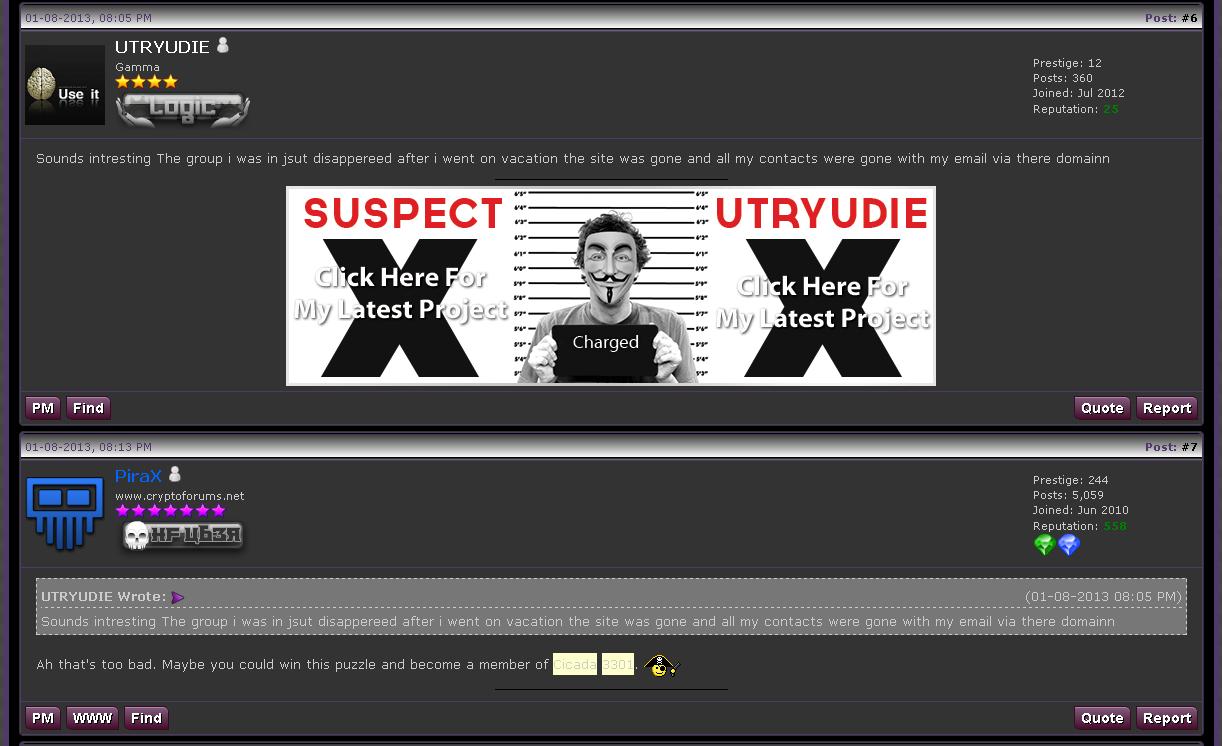 01-08-2013, 08:05 PM Post: #6
UTRYUDIE
Gamma
Use it
Logic
Prestige: 12
Posts: 360
Joined: Jul 2012
Reputation: 25
Sounds intresting The group i was in jsut disappereed after i went on vacation the site was gone and all my contacts were gone with my email via there domainn
SUSPECT UTRYUDIE
Click Here For
My Latest Project
Charged
Click Here For
My Latest Project
PM Find Quote Report
01-08-2013, 08:13 PM Post: #7
PiraX
www.cryptoforums.net
Prestige: 244
Posts: 5,059
Joined: Jun 2010
Reputation: 558
UTRYUDIE Wrote: (01-08-2013 08:05 PM)
Sounds intresting The group i was in jsut disappereed after i went on vacation the site was gone and all my contacts were gone with my email via there domainn
Ah that's too bad. Maybe you could win this puzzle and become a member of Cicada 3301.
PM WWW Find Quote Report